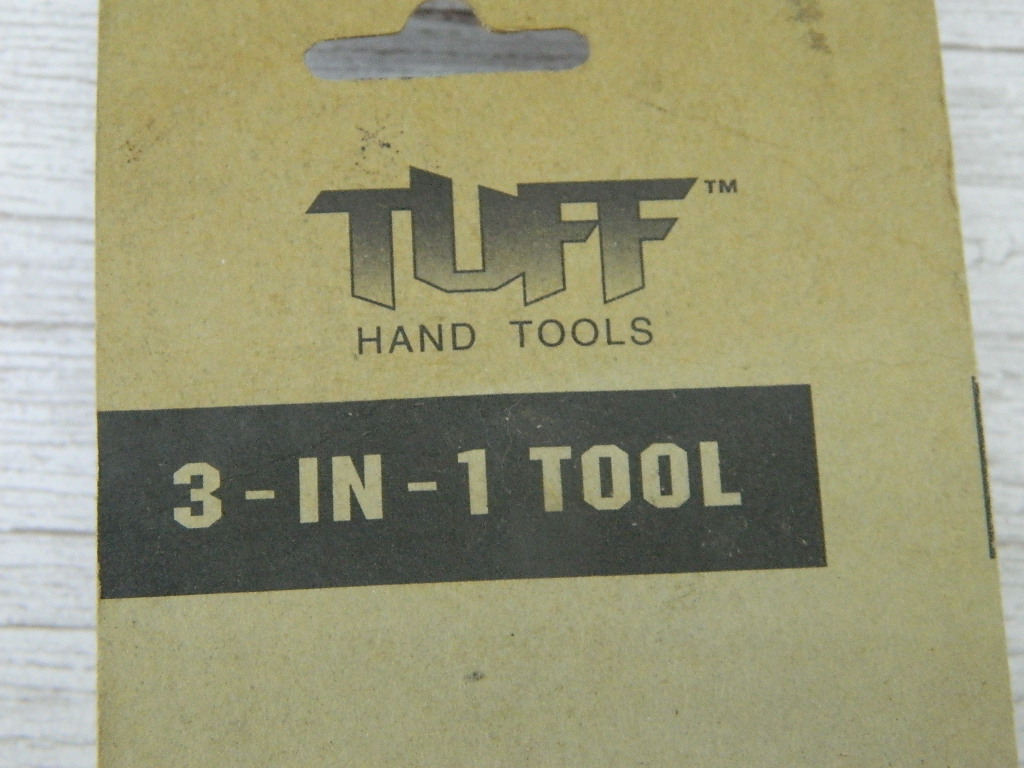 TUFF™
HAND TOOLS
3-IN-1 TOOL